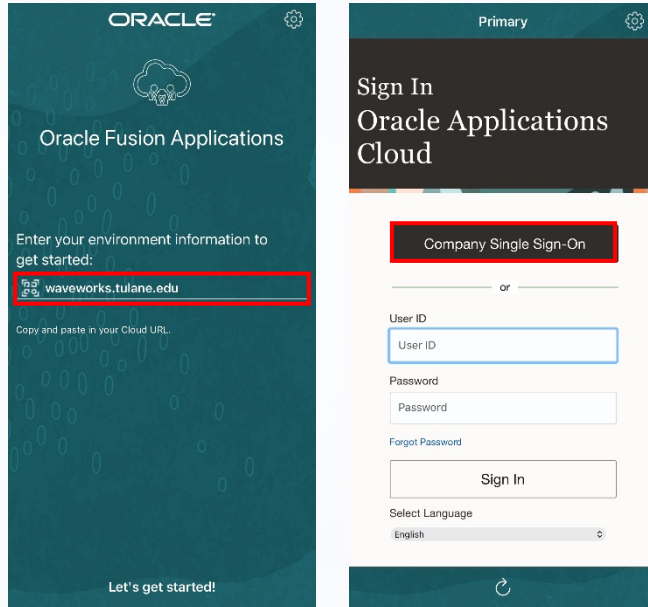 ORACLE
Oracle Fusion Applications
Enter your environment information to
get started:
waveworks.tulane.edu
Copy and paste in your Cloud URL.
Let's get started!
Primary
Sign In
Oracle Applications
Cloud
Company Single Sign-On
or
User ID
User ID
Password
Password
Forgot Password
Sign In
Select Language
English